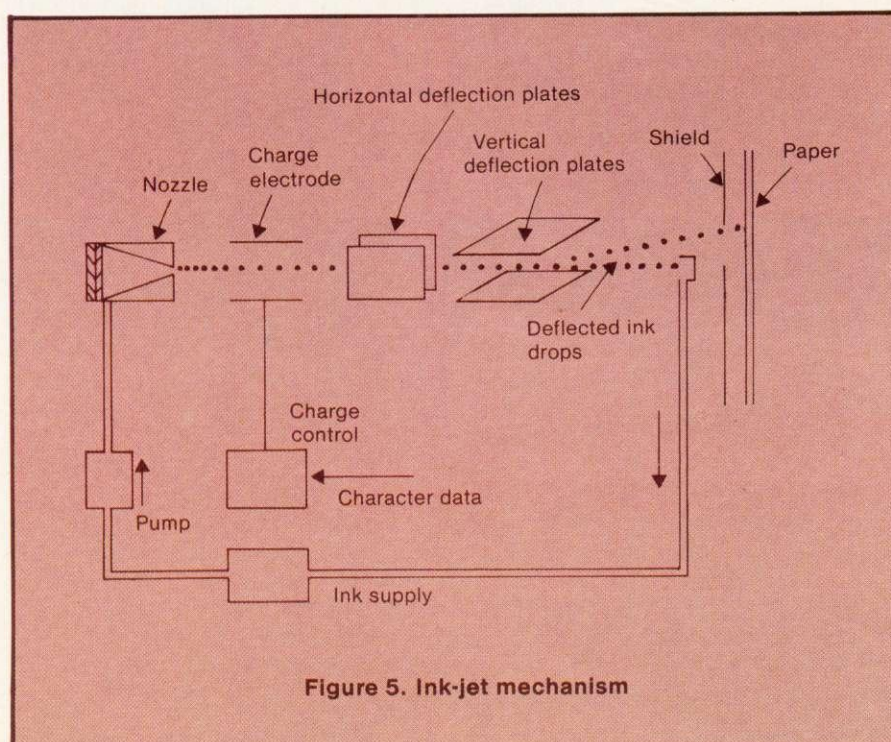 Horizontal deflection plates
Vertical
deflection plates
Shield
Paper
Charge
electrode
Nozzle
Deflected ink
drops
Charge
control
Character data
Pump
Ink supply
Figure 5. Ink-jet mechanism